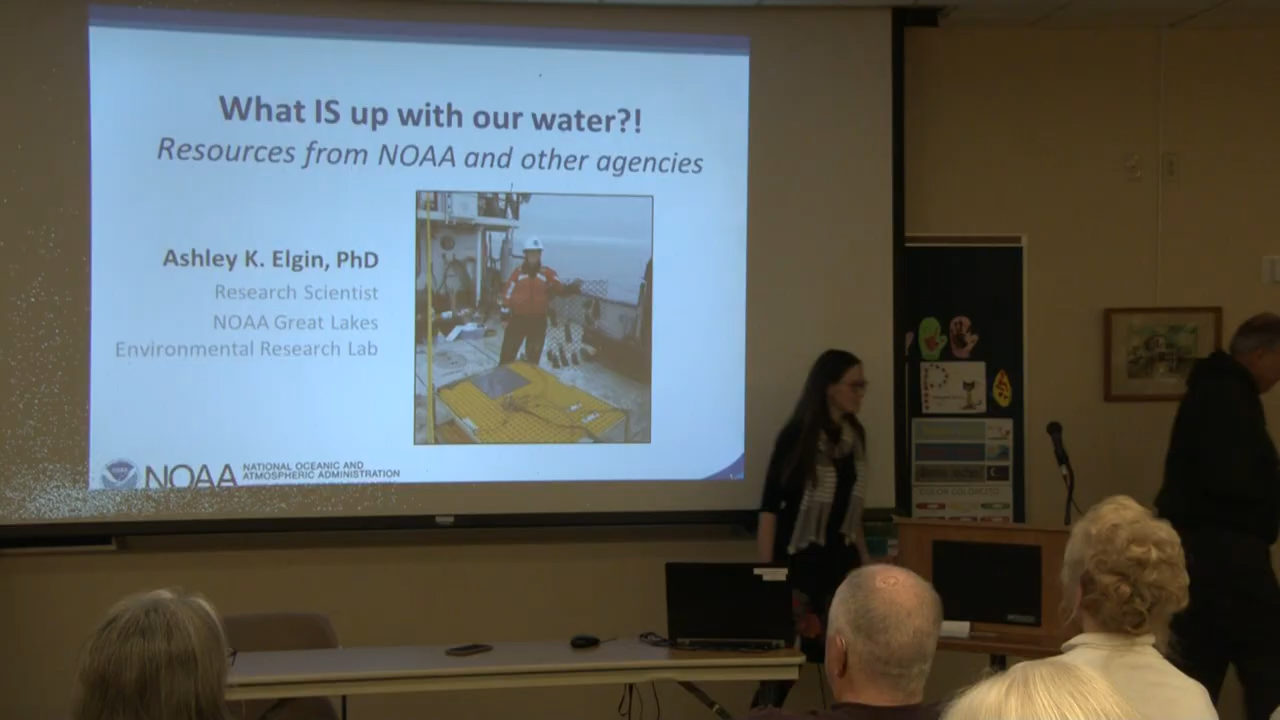 What IS up with our water?!
Resources from NOAA and other agencies
Ashley K. Elgin, PhD
Research Scientist
NOAA Great Lakes
Environmental Research Lab
NOAA
NATIONAL OCEANIC AND
ATMOSPHERIC ADMINISTRATION